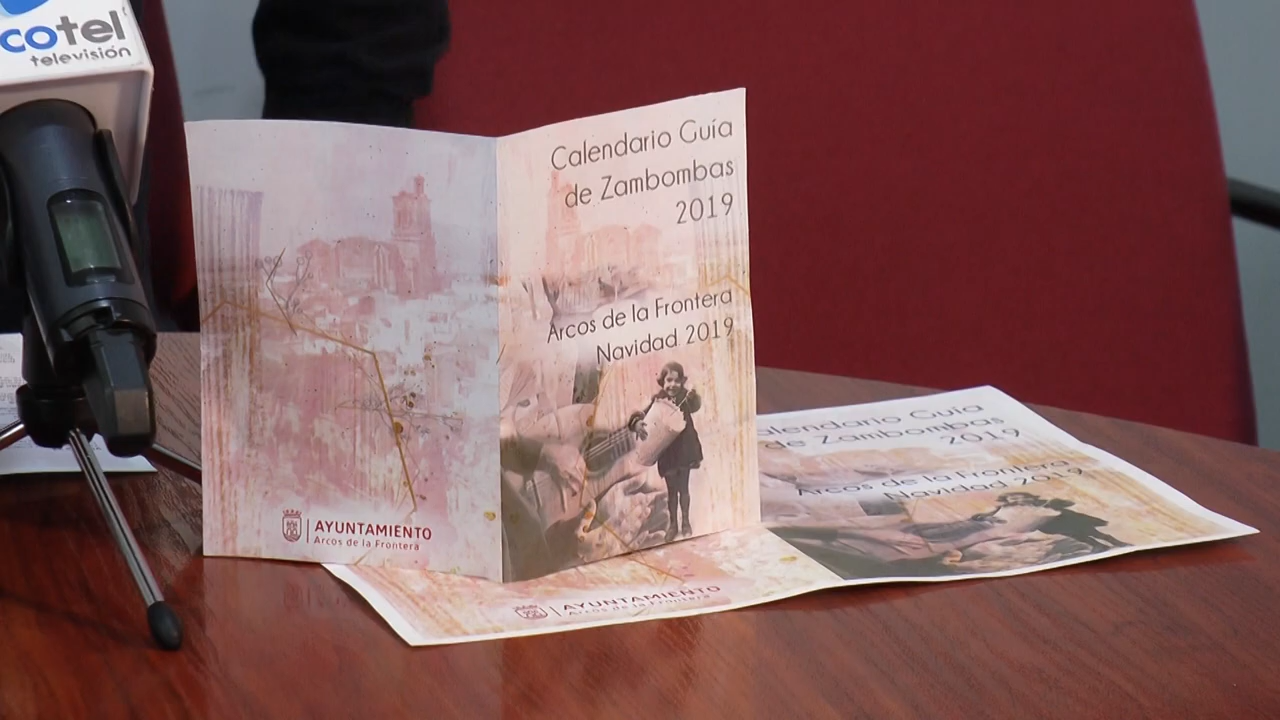 cotel
televisión
Calendario Guía
de Zambombas
2019
Arcos de la Frontera
Navidad 2019
AYUNTAMIENTO
Arcos de la Frontera
Calendario Guía
de Zambombas
2019
Arcos de la Frontera
Navidad 2019
AYUNTAMIENTO
Arcos de la Frontera